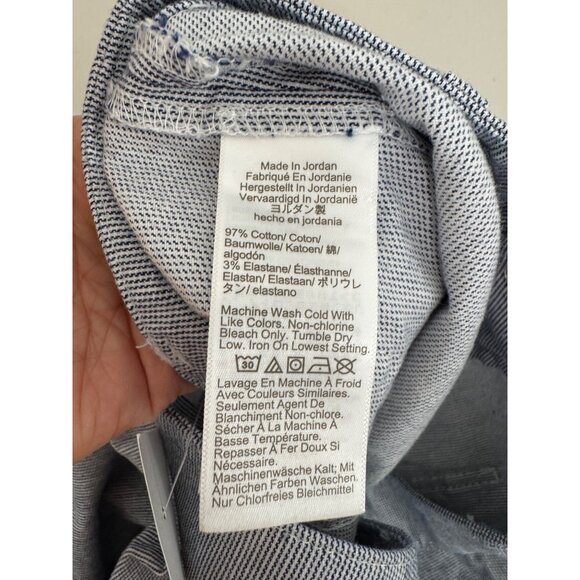 Made In Jordan
Fabriqué En Jordanie
Hergestellt In Jordanien
Vervaardigd In Jordanië
ヨルダン製
hecho en jordania
97% Cotton/ Coton/
Baumwolle/ Katoen/ 綿/
algodón
3% Elastane/ Élasthanne/
Elastan/ Elastaan/ ポリウレ
タン/ elastano
Machine Wash Cold With
Like Colors. Non-chlorine
Bleach Only. Tumble Dry
Low. Iron On Lowest Setting.
30
Lavage En Machine À Froid
Avec Couleurs Similaires.
Seulement Agent De
Blanchiment Non-chlore.
Sécher À La Machine À
Basse Température.
Repasser À Fer Doux Si
Nécessaire.
Maschinenwäsche Kalt; Mit
Ähnlichen Farben Waschen.
Nur Chlorfreies Bleichmittel